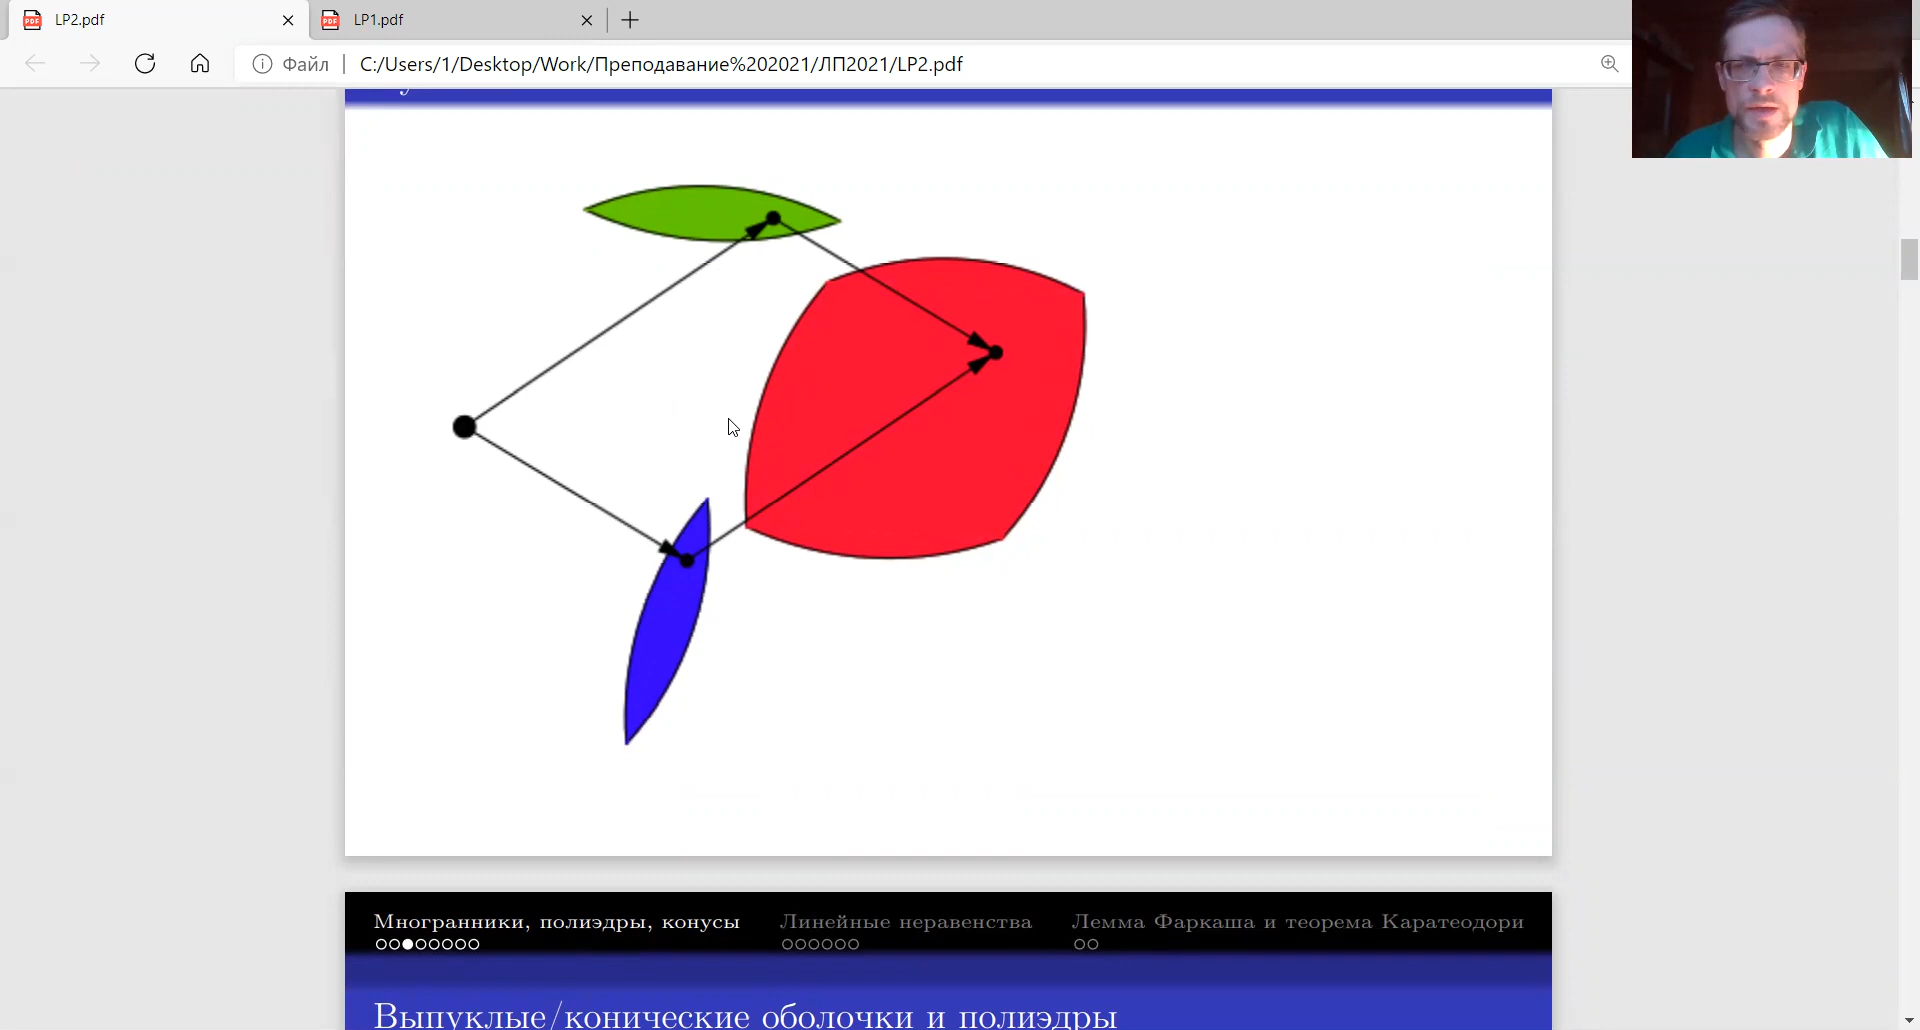 LP2.pdf
LP1.pdf
Файл
C:/Users/1/Desktop/Work/Преподавание%202021/ЛП2021/LP2.pdf
Многранники, полиэдры, конусы
Линейные неравенства
Лемма Фаркаша и теорема Каратеодори
Выпуклые/конические оболочки и полиэдры